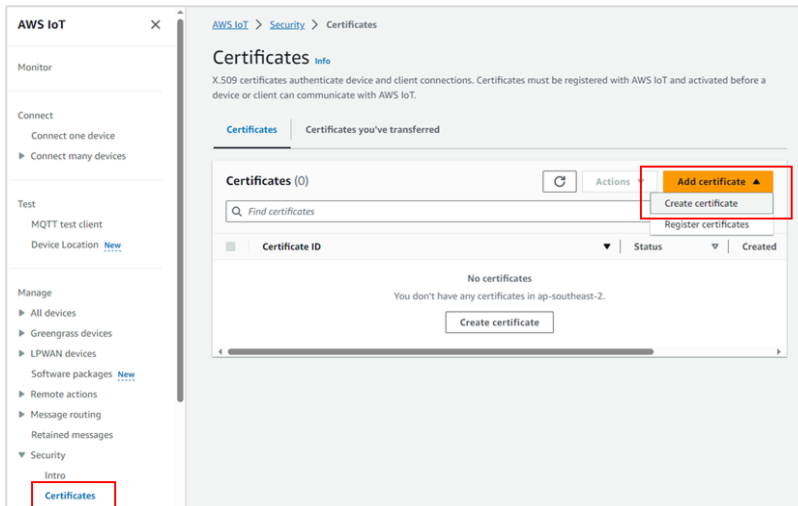 AWS IoT
Monitor
Connect
Connect one device
Connect many devices
Test
MQTT test client
Device Location New
Manage
All devices
Greengrass devices
LPWAN devices
Software packages New
Remote actions
Message routing
Retained messages
Security
Intro
Certificates
AWS IoT > Security > Certificates
Certificates Info
X.509 certificates authenticate device and client connections. Certificates must be registered with AWS IoT and activated before a
device or client can communicate with AWS IoT.
Certificates Certificates you've transferred
Certificates (0) Actions Add certificate
Create certificate
Find certificates
Register certificates
Certificate ID Status Created
No certificates
You don't have any certificates in ap-southeast-2.
Create certificate